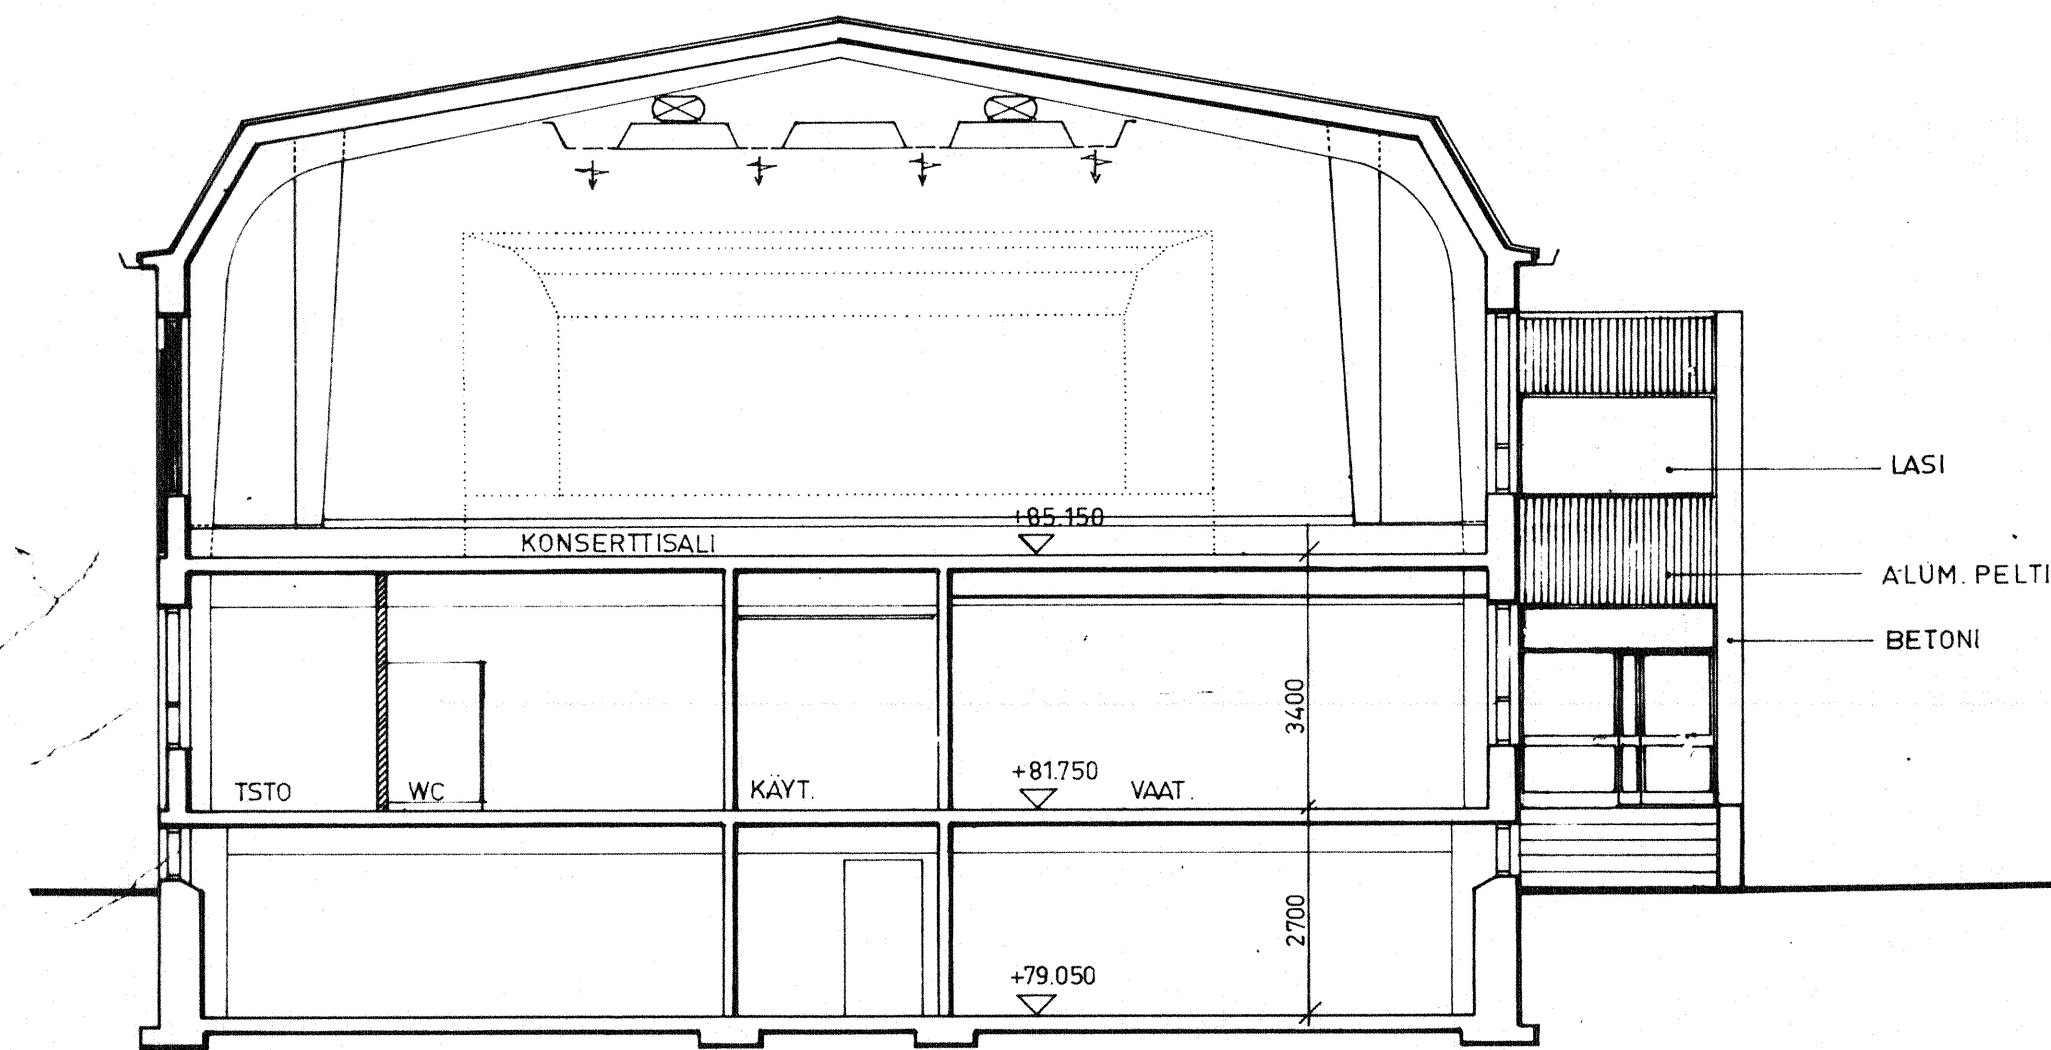 LASI
+85.150
KONSERTTISALI
ALUM. PELTI
BETONI
3400
TSTO
WC
KÄYT.
+81.750
VAAT.
2700
+79.050